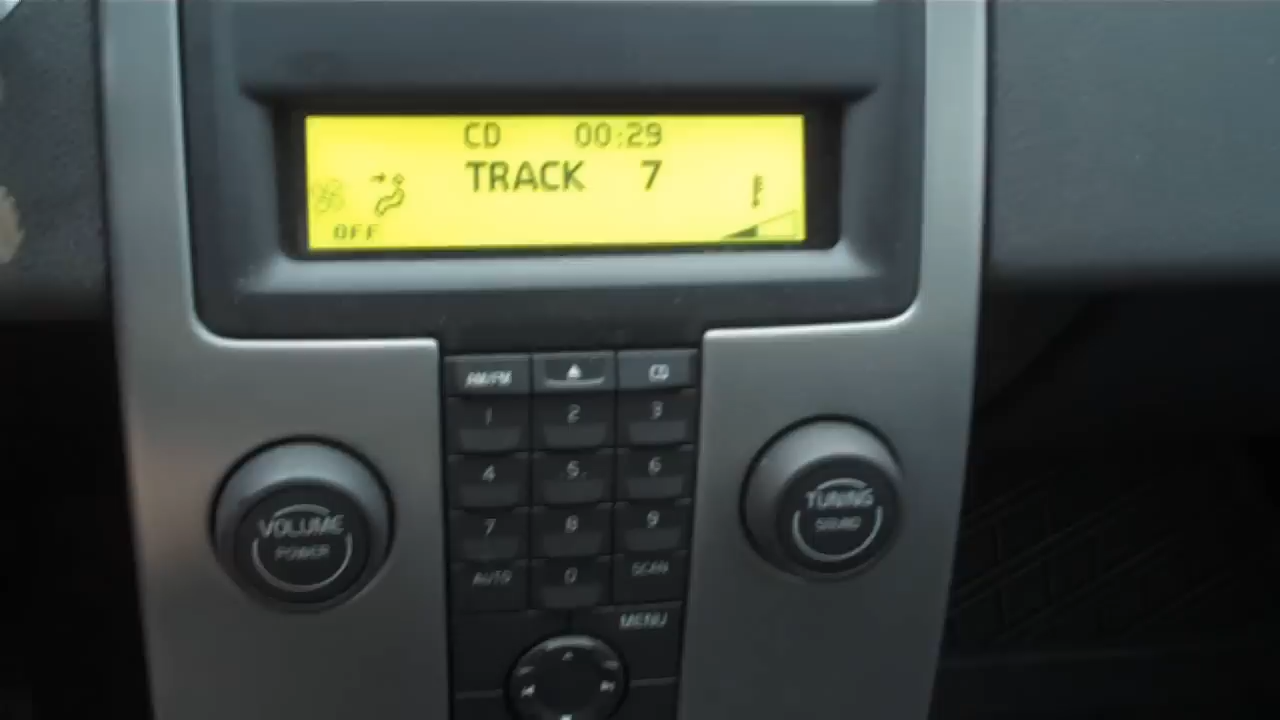 CD 00:29
TRACK 7
OFF
AM/FM CD
1 2 3
4 5 6
7 8 9
AUTO 0 SCAN
MENU
VOLUME
POWER
TUNING
SOUND